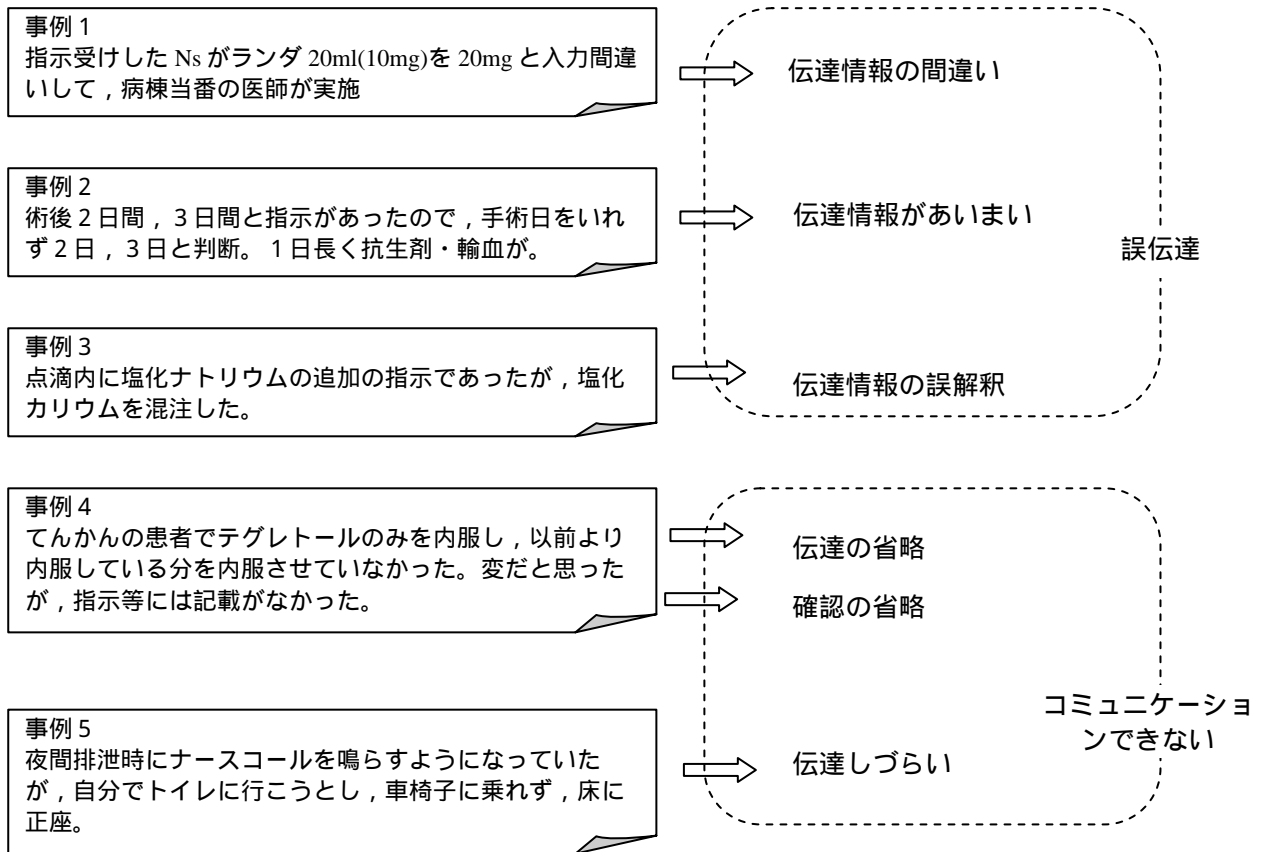 事例１
指示受けした Ns がランダ 20ml(10mg)を 20mg と入力間違
いして，病棟当番の医師が実施
伝達情報の間違い
事例２
術後２日間，３日間と指示があったので，手術日をいれ
ず２日，３日と判断。１日長く抗生剤・輸血が。
伝達情報があいまい
誤伝達
事例３
点滴内に塩化ナトリウムの追加の指示であったが，塩化
カリウムを混注した。
伝達情報の誤解釈
事例４
てんかんの患者でテグレトールのみを内服し，以前より
内服している分を内服させていなかった。変だと思った
が，指示等には記載がなかった。
伝達の省略
確認の省略
コミュニケーショ
ンできない
事例５
夜間排泄時にナースコールを鳴らすようになっていた
が，自分でトイレに行こうとし，車椅子に乗れず，床に
正座。
伝達しづらい